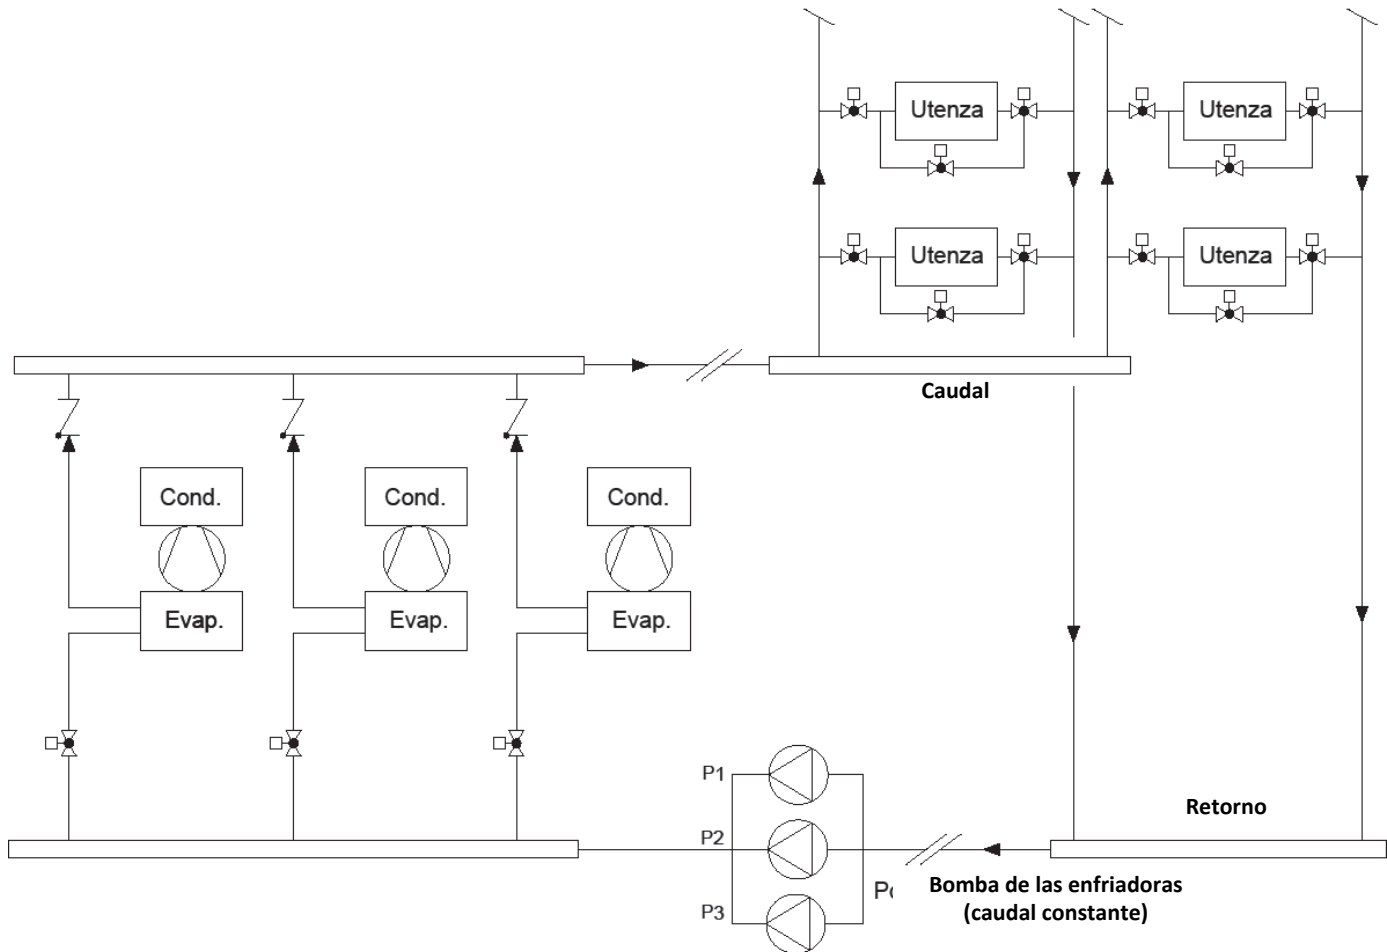 Utenza
Utenza
Utenza
Utenza
Caudal
Cond.
Cond.
Cond.
Evap.
Evap.
Evap.
P1
P2
P3
Retorno
Bomba de las enfriadoras
(caudal constante)